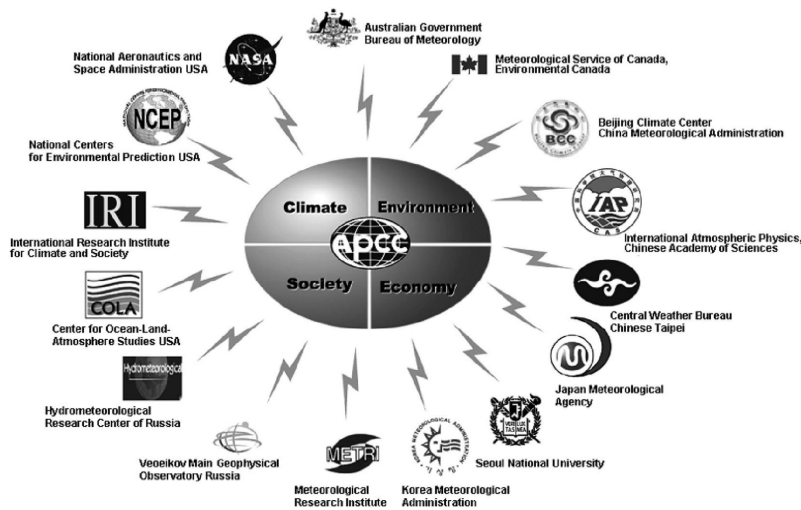 Australian Government
Bureau of Meteorology
National Aeronautics and
Space Administration USA
NASA
Meteorological Service of Canada,
Environmental Canada
NCEP
National Centers
for Environmental Prediction USA
BCC
Beijing Climate Center
China Meteorological Administration
IRI
International Research Institute
for Climate and Society
Climate
Environment
APCC
Society
Economy
IAP
CAS
International Atmospheric Physics,
Chinese Academy of Sciences
COLA
Center for Ocean-Land-
Atmosphere Studies USA
Central Weather Bureau
Chinese Taipei
Hydrometeorological
Hydrometeorological
Research Center of Russia
Japan Meteorological
Agency
Veoeikov Main Geophysical
Observatory Russia
METRI
Meteorological
Research Institute
KOREA METEOROLOGICAL ADMINISTRATION
Korea Meteorological
Administration
Seoul National University